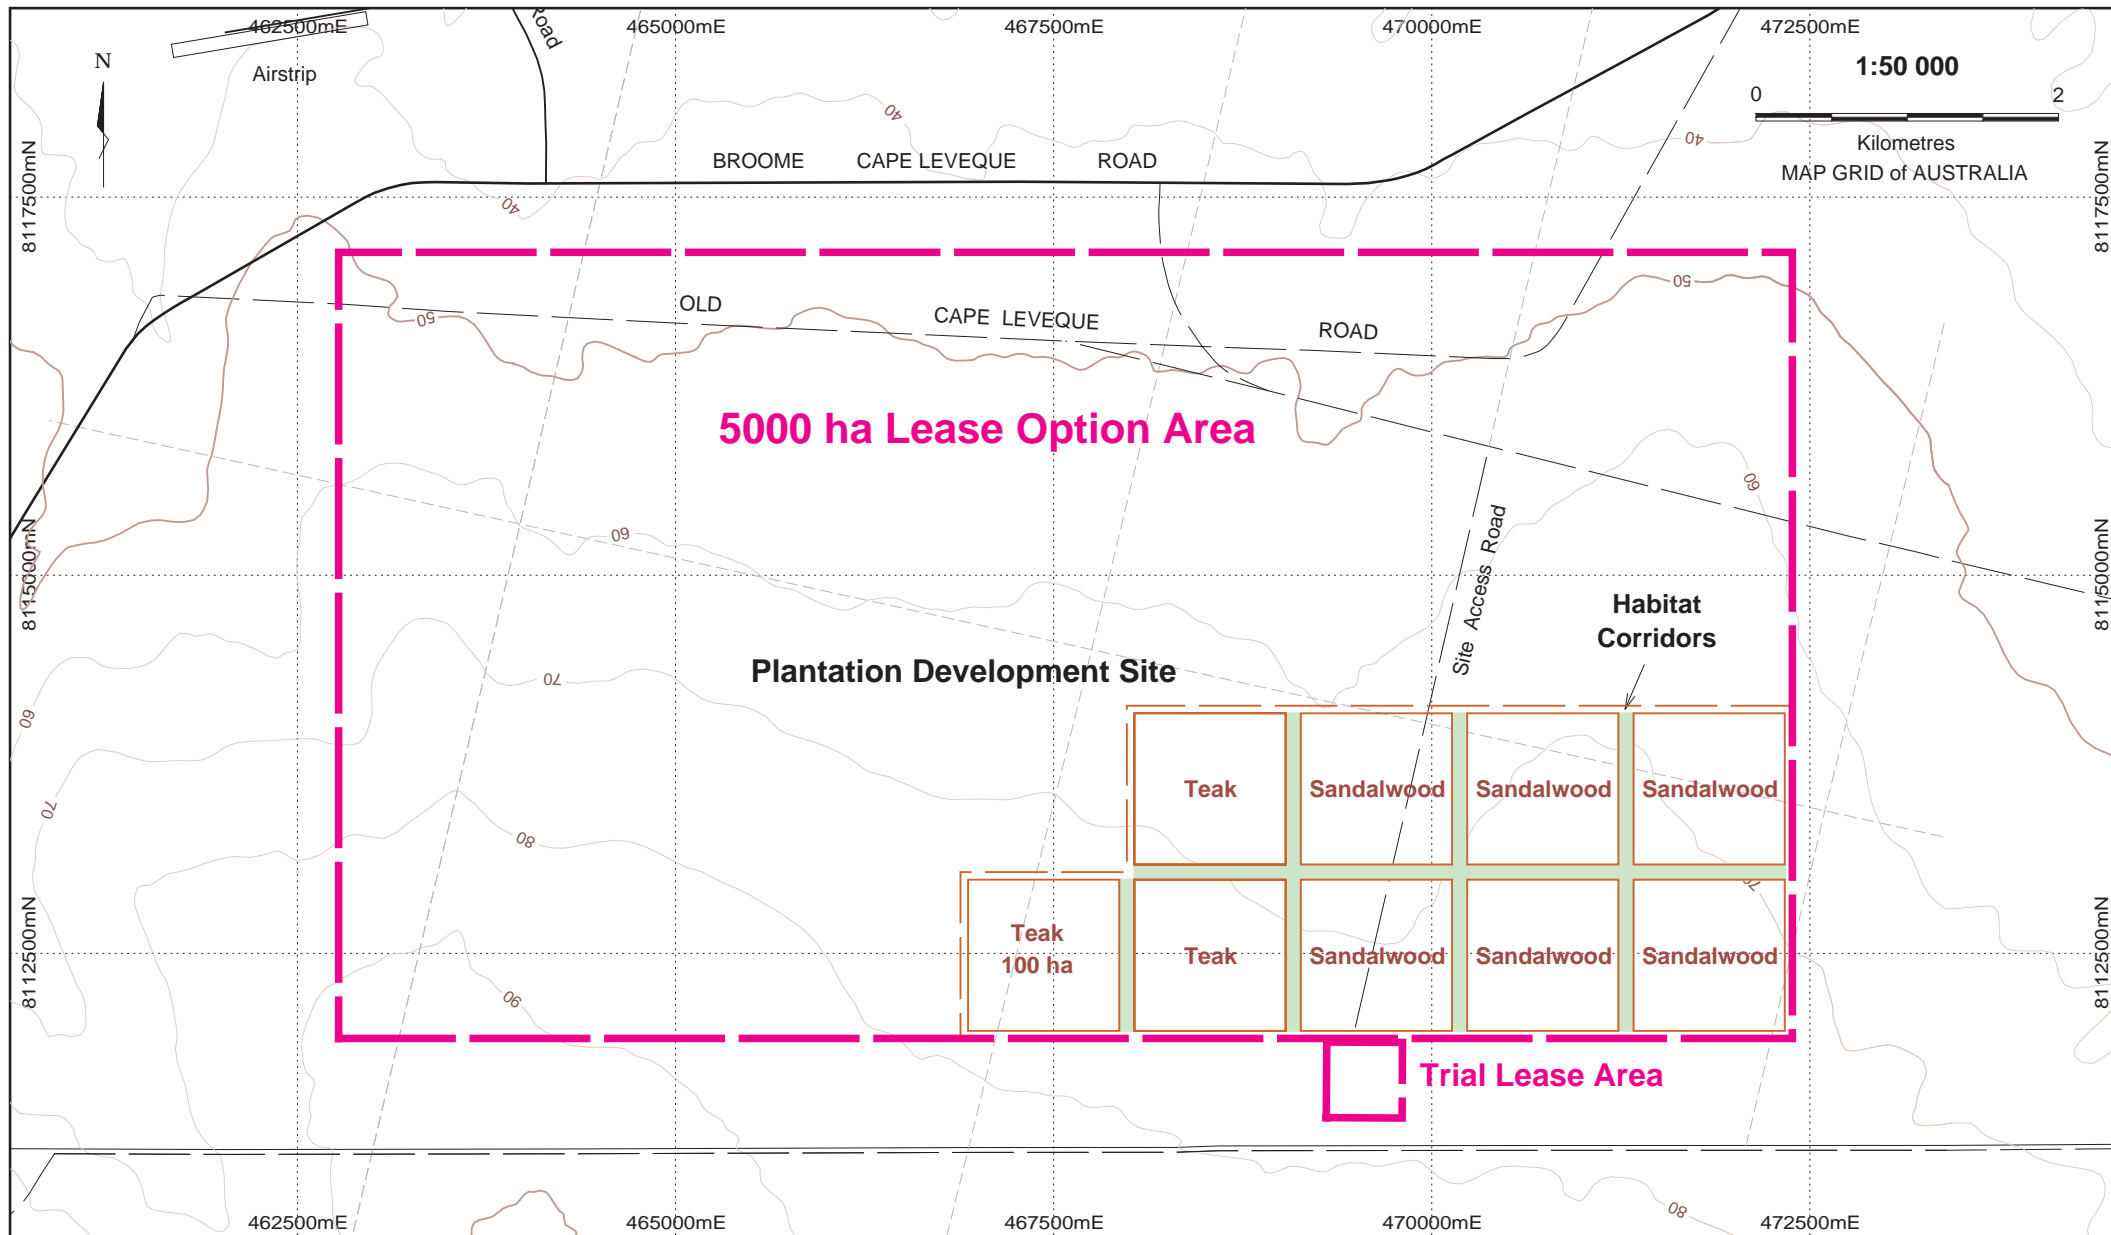 462500mE
465000mE
467500mE
470000mE
472500mE
Road
N
Airstrip
1:50 000
0
2
Kilometres
MAP GRID of AUSTRALIA
40
40
40
8117500mN
8117500mN
BROOME CAPE LEVEQUE ROAD
50
50
OLD CAPE LEVEQUE ROAD
5000 ha Lease Option Area
60
60
8115000mN
8115000mN
Site Access Road
Habitat
Corridors
Plantation Development Site
70
60
70
80
Teak
Sandalwood
Sandalwood
Sandalwood
70
Teak
100 ha
Teak
Sandalwood
Sandalwood
Sandalwood
8112500mN
8112500mN
90
Trial Lease Area
80
462500mE
465000mE
467500mE
470000mE
472500mE